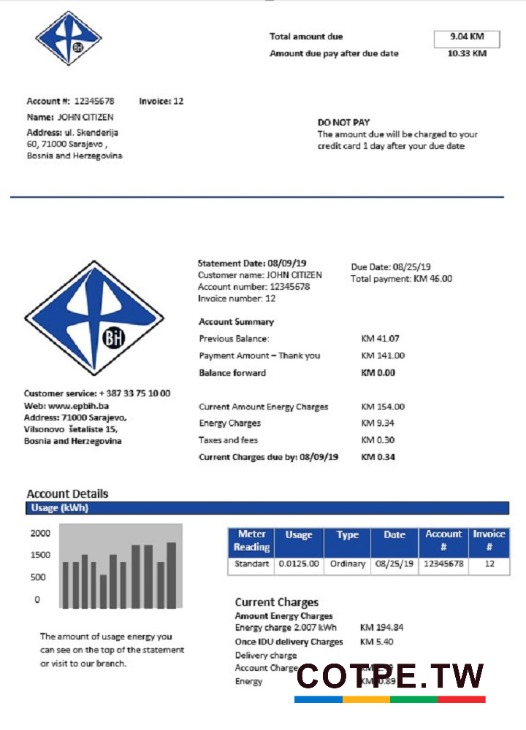 BiH
Total amount due 9.04 KM
Amount due pay after due date 10.33 KM
Account #: 12345678 Invoice: 12
Name: JOHN CITIZEN
Address: ul. Skenderija
60, 71000 Sarajevo ,
Bosnia and Herzegovina
DO NOT PAY
The amount due will be charged to your
credit card 1 day after your due date
BiH
Customer service: + 387 33 75 10 00
Web: www.epbih.ba
Address: 71000 Sarajevo,
Vilsonovo šetaliste 15,
Bosnia and Herzegovina
Statement Date: 08/09/19
Customer name: JOHN CITIZEN
Account number: 12345678
Invoice number: 12
Due Date: 08/25/19
Total payment: KM 46.00
Account Summary
Previous Balance: KM 41.07
Payment Amount – Thank you KM 141.00
Balance forward KM 0.00
Current Amount Energy Charges KM 154.00
Energy Charges KM 9.34
Taxes and fees KM 0.30
Current Charges due by: 08/09/19 KM 0.34
Account Details
Usage (kWh)
2000
1500
500
0
The amount of usage energy you
can see on the top of the statement
or visit to our branch.
Meter Reading Usage Type Date Account # Invoice #
Standart 0.0125.00 Ordinary 08/25/19 12345678 12
Current Charges
Amount Energy Charges
Energy charge 2.007 kWh KM 194.84
Once IDU delivery Charges KM 5.40
Delivery charge
Account Charge
Energy
COTPE.TW